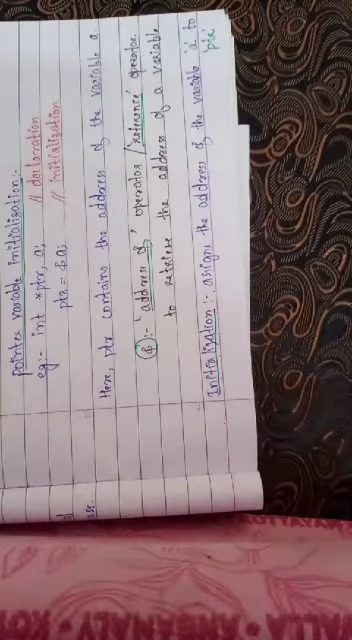 pointer variable initialization:-
eg:- int *ptr, a; // declaration
ptr = &a; // initialization
Here, ptr contains the address of the variable a
&:- 'address of' operator / 'reference' operator
to retrieve the address of a variable
Initialization:- assigns the address of the variable 'a' to
'ptr'